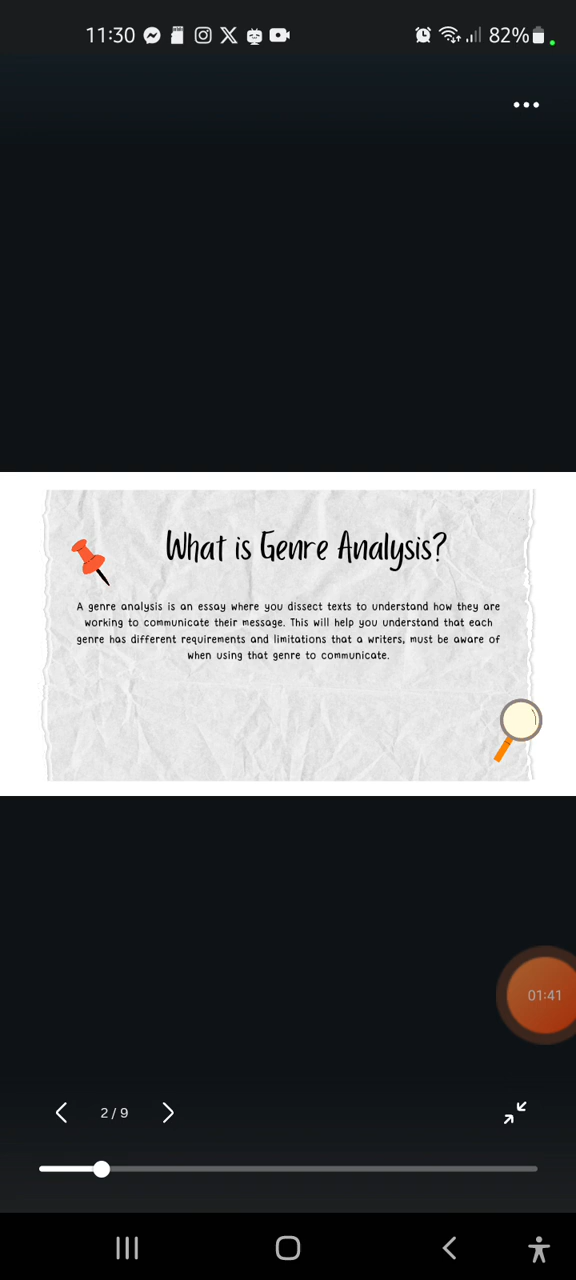 11:30
82%
What is Genre Analysis?
A genre analysis is an essay where you dissect texts to understand how they are
working to communicate their message. This will help you understand that each
genre has different requirements and limitations that a writers, must be aware of
when using that genre to communicate.
01:41
2/9